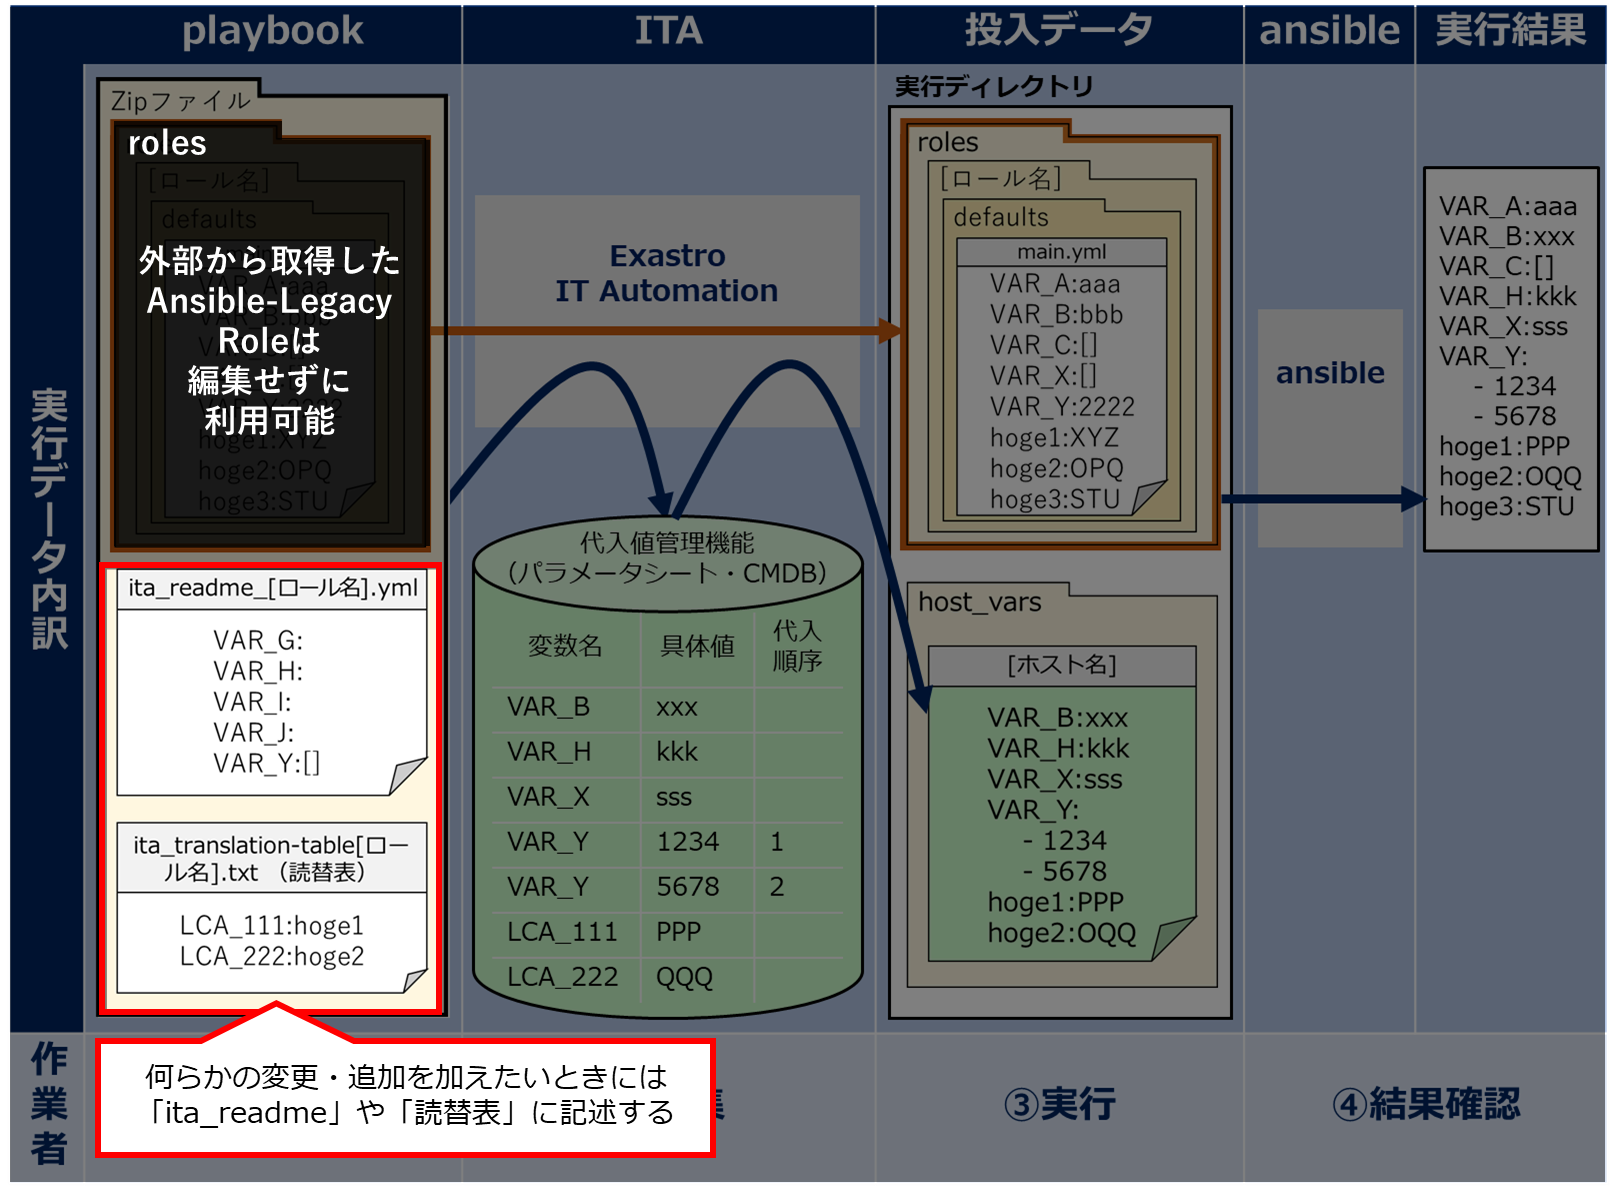 playbook
ITA
投入データ
ansible
実行結果
実行データ内訳
Zipファイル
roles
[ロール名]
defaults
外部から取得した
Ansible-Legacy
Roleは
編集せずに
利用可能
hoge1:XYZ
hoge2:OPQ
hoge3:STU
ita_readme_[ロール名].yml
VAR_G:
VAR_H:
VAR_I:
VAR_J:
VAR_Y:[]
ita_translation-table[ロー
ル名].txt （読替表）
LCA_111:hoge1
LCA_222:hoge2
Exastro
IT Automation
代入値管理機能
（パラメータシート・CMDB）
変数名 具体値 代入
順序
VAR_B xxx
VAR_H kkk
VAR_X sss
VAR_Y 1234 1
VAR_Y 5678 2
LCA_111 PPP
LCA_222 QQQ
実行ディレクトリ
roles
[ロール名]
defaults
main.yml
VAR_A:aaa
VAR_B:bbb
VAR_C:[]
VAR_X:[]
VAR_Y:2222
hoge1:XYZ
hoge2:OPQ
hoge3:STU
host_vars
[ホスト名]
VAR_B:xxx
VAR_H:kkk
VAR_X:sss
VAR_Y:
- 1234
- 5678
hoge1:PPP
hoge2:OQQ
ansible
VAR_A:aaa
VAR_B:xxx
VAR_C:[]
VAR_H:kkk
VAR_X:sss
VAR_Y:
- 1234
- 5678
hoge1:PPP
hoge2:OQQ
hoge3:STU
作業者
何らかの変更・追加を加えたいときには
「ita_readme」や「読替表」に記述する
③実行
④結果確認